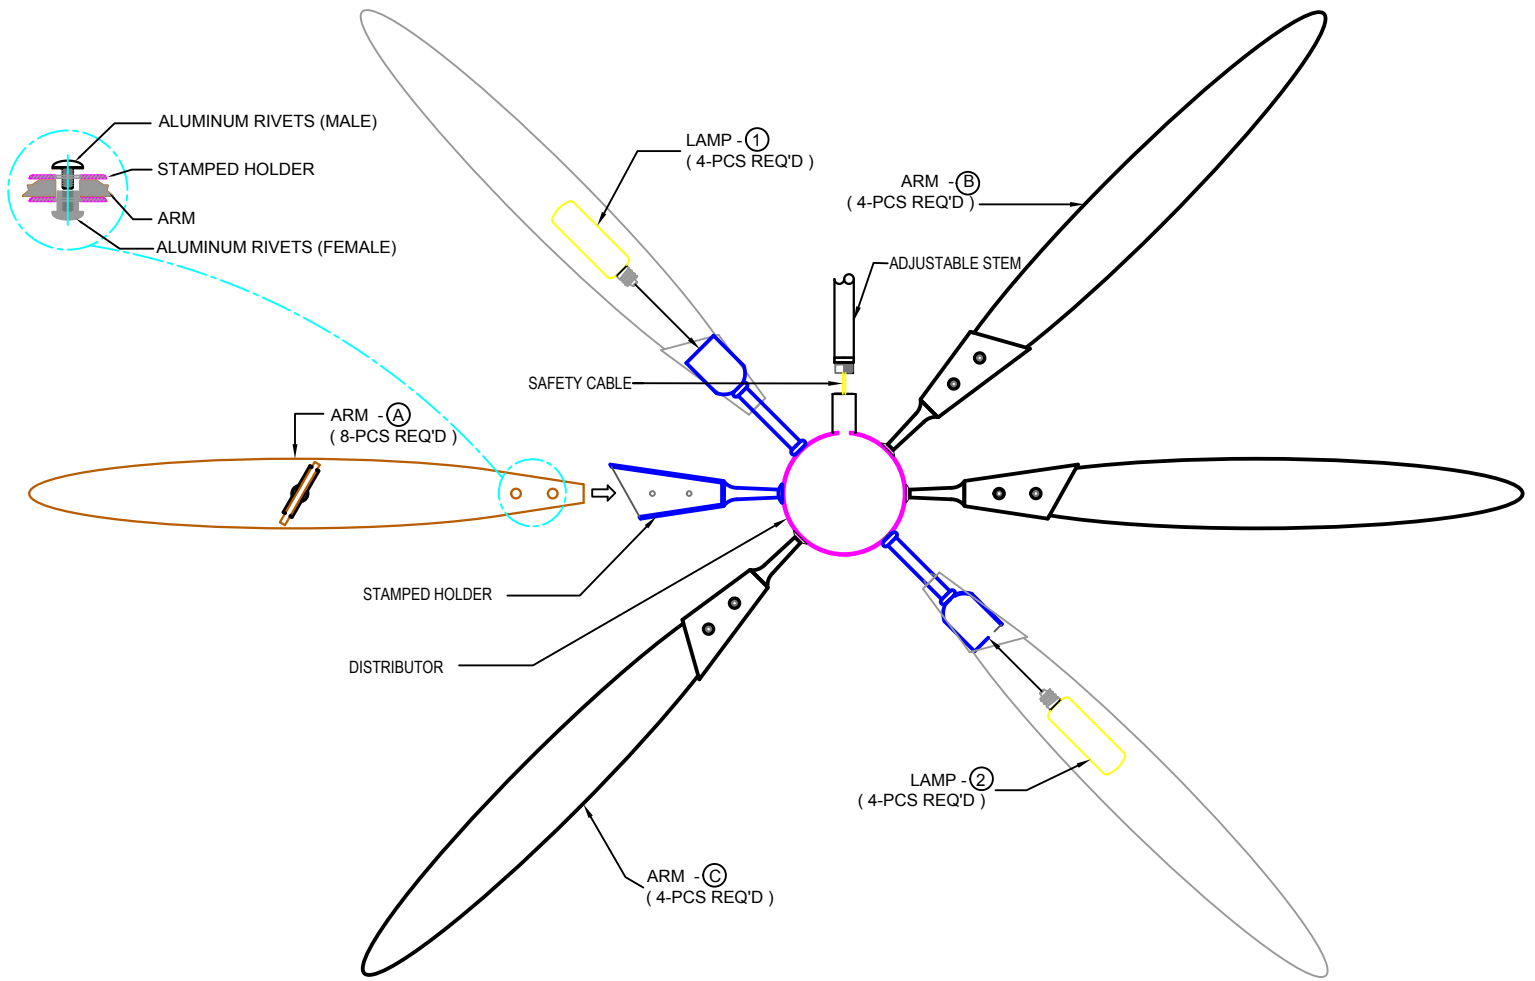 ALUMINUM RIVETS (MALE)
STAMPED HOLDER
ARM
ALUMINUM RIVETS (FEMALE)
LAMP - 1
( 4-PCS REQ'D )
ARM - B
( 4-PCS REQ'D )
ADJUSTABLE STEM
SAFETY CABLE
ARM - A
( 8-PCS REQ'D )
STAMPED HOLDER
DISTRIBUTOR
LAMP - 2
( 4-PCS REQ'D )
ARM - C
( 4-PCS REQ'D )